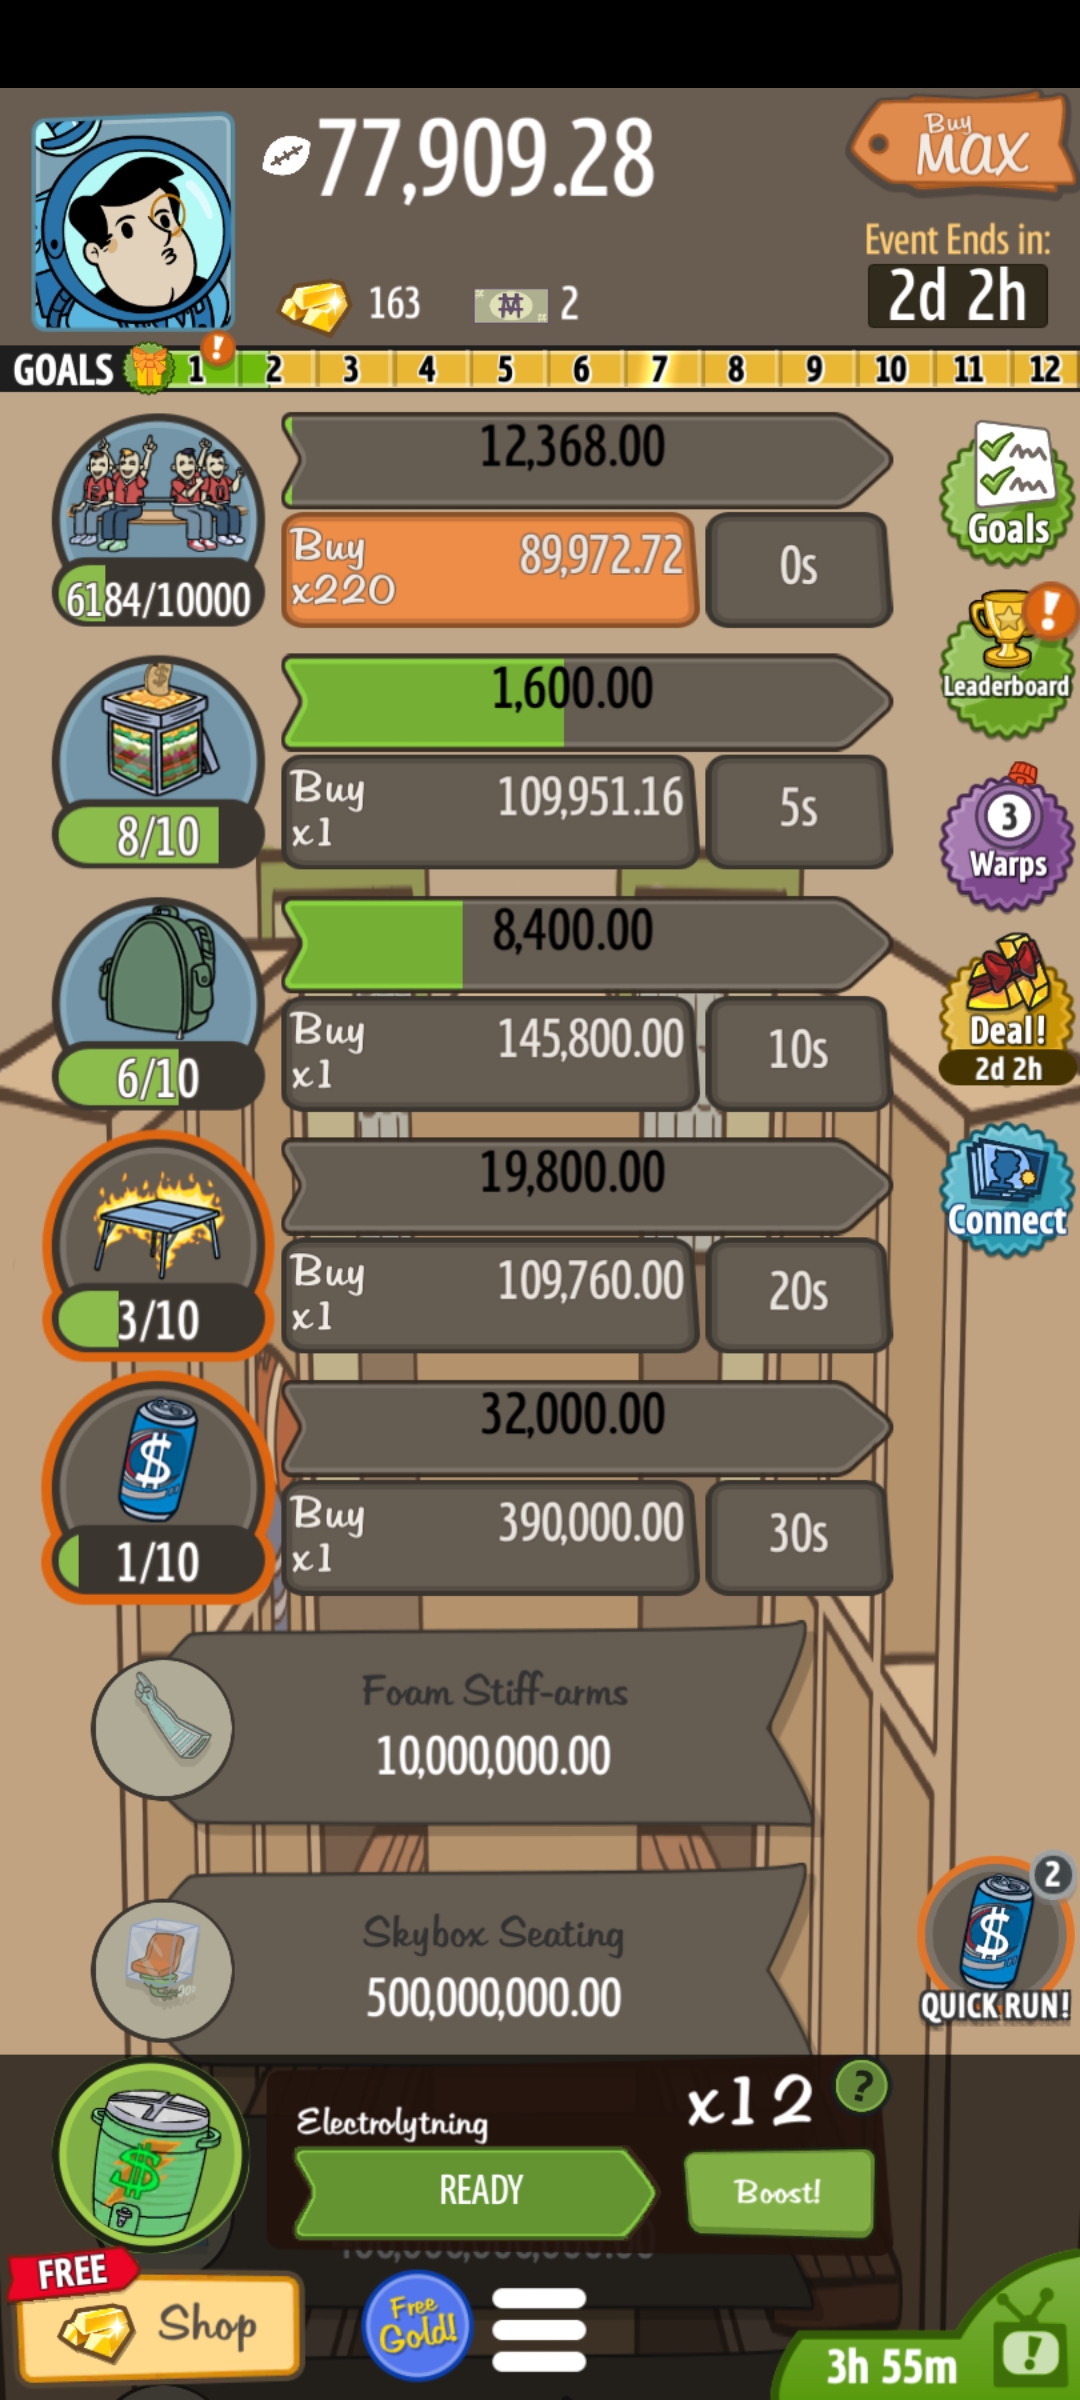 77,909.28
Buy
MAX
Event Ends in:
2d 2h
163
2
GOALS 1 ! 2 3 4 5 6 7 8 9 10 11 12
12,368.00
Buy
x220
89,972.72
0s
6184/10000
Goals
!
Leaderboard
1,600.00
Buy
x1
109,951.16
5s
8/10
3
Warps
8,400.00
Buy
x1
145,800.00
10s
6/10
Deal!
2d 2h
19,800.00
Buy
x1
109,760.00
20s
3/10
Connect
32,000.00
Buy
x1
390,000.00
30s
$
1/10
Foam Stiff-arms
10,000,000.00
Skybox Seating
500,000,000.00
2
$
QUICK RUN!
$
Electrolytning
x12
?
READY
Boost!
FREE
Shop
Free
Gold!
3h 55m
!